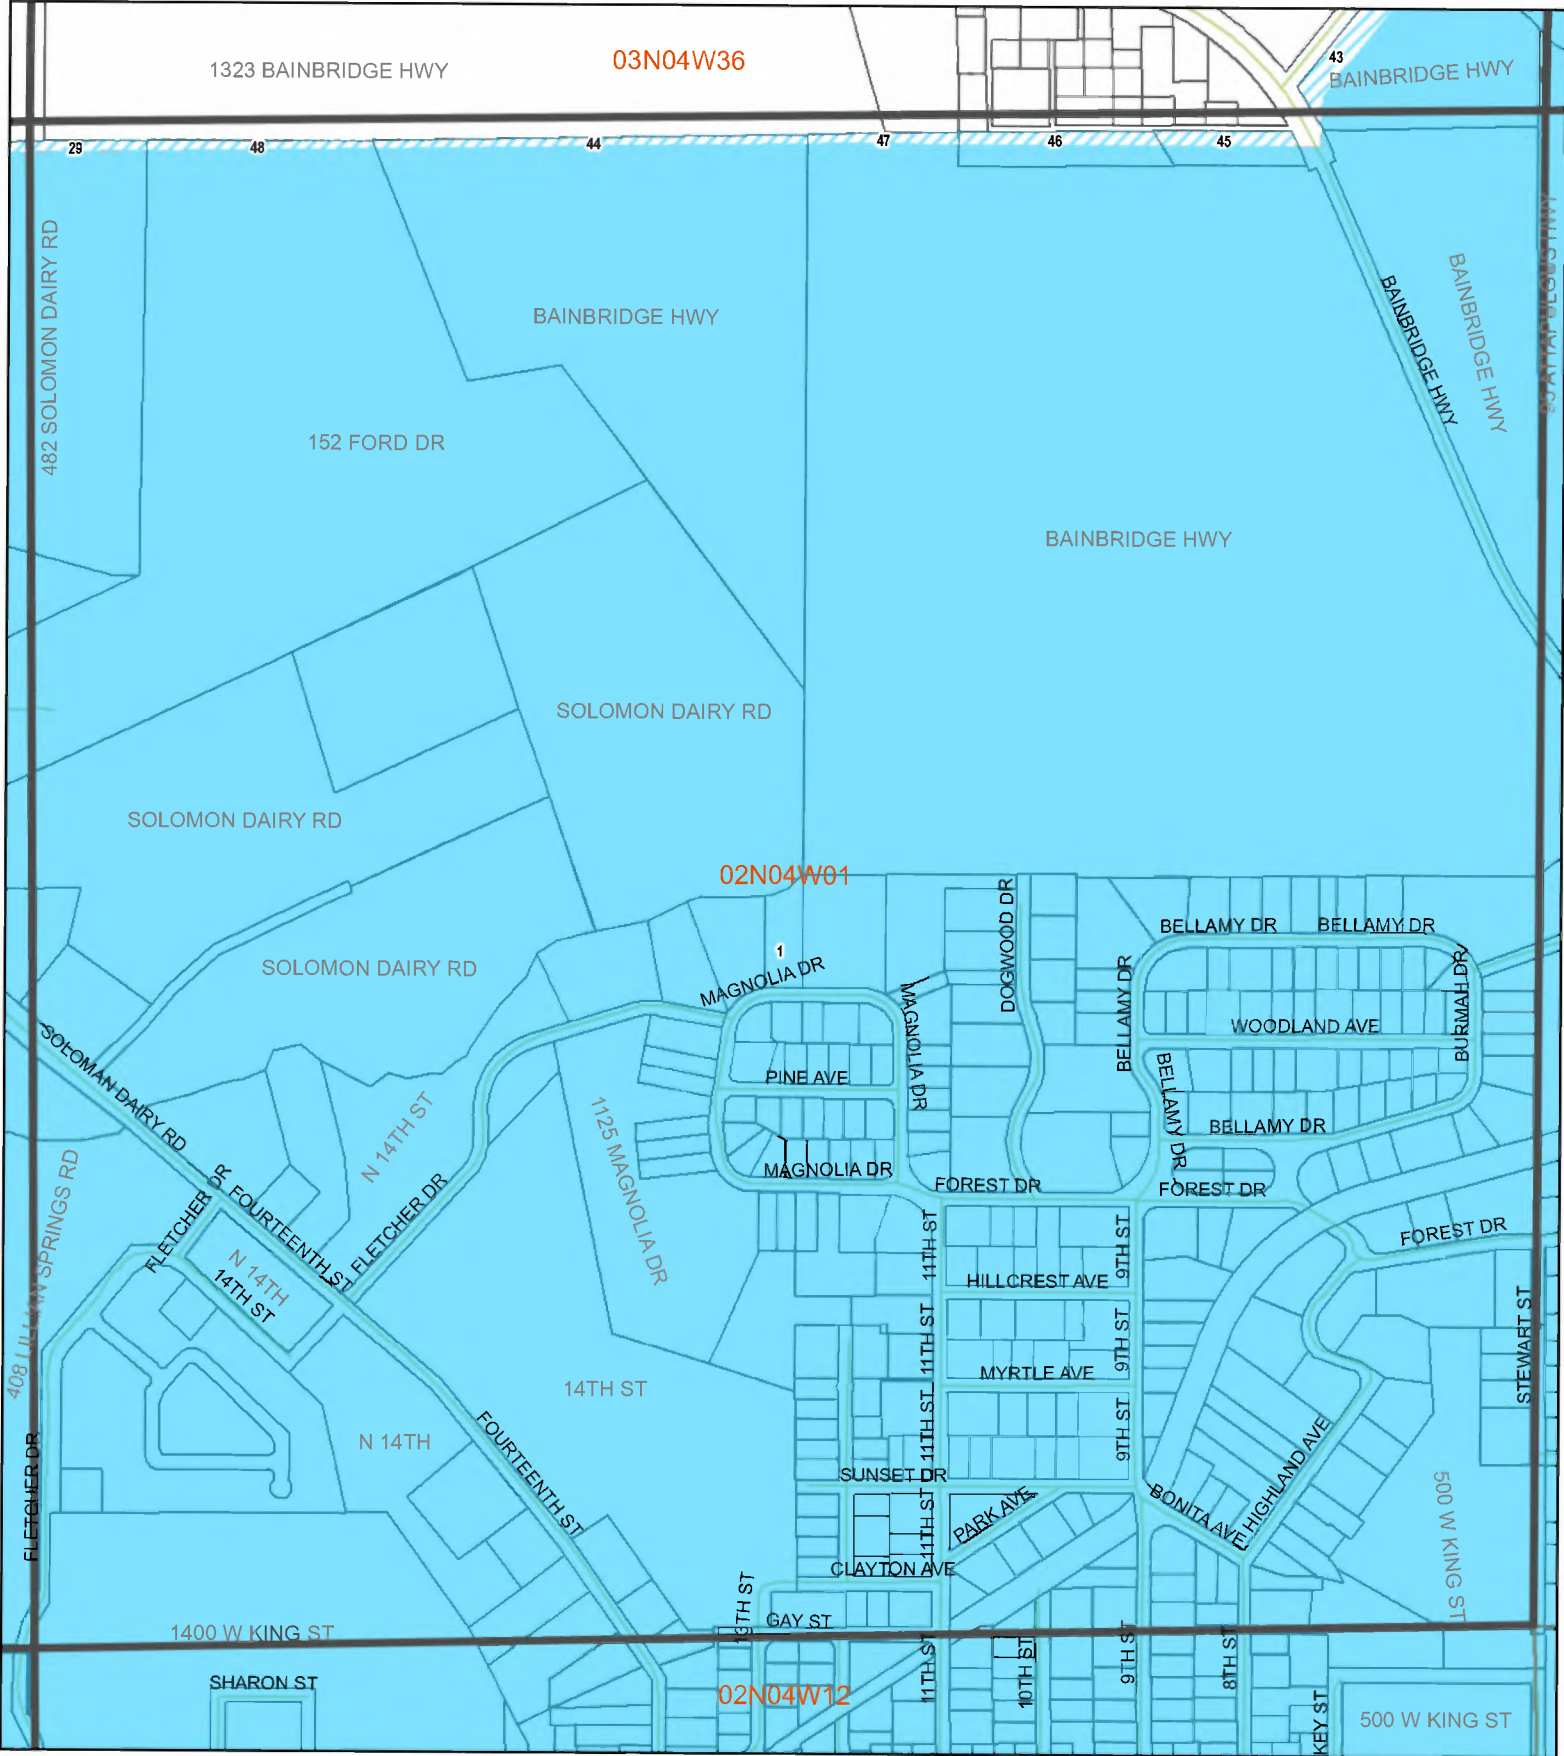 03N04W36
1323 BAINBRIDGE HWY
43
BAINBRIDGE HWY
29
48
44
47
46
45
482 SOLOMON DAIRY RD
BAINBRIDGE HWY
BAINBRIDGE HWY
BAINBRIDGE HWY
95 ATTAPULGUS HWY
152 FORD DR
BAINBRIDGE HWY
SOLOMON DAIRY RD
SOLOMON DAIRY RD
02N04W01
1
SOLOMON DAIRY RD
MAGNOLIA DR
MAGNOLIA DR
DOGWOOD DR
BELLAMY DR
BELLAMY DR
BELLAMY DR
BURMAH DR
WOODLAND AVE
BELLAMY DR
BELLAMY DR
PINE AVE
MAGNOLIA DR
FOREST DR
FOREST DR
FOREST DR
SOLOMAN DAIRY RD
N 14TH ST
1125 MAGNOLIA DR
FLETCHER DR
FOURTEENTH ST
FLETCHER DR
408 LILLIAN SPRINGS RD
N 14TH
14TH ST
11TH ST
9TH ST
HILLCREST AVE
11TH ST
9TH ST
MYRTLE AVE
STEWART ST
14TH ST
11TH ST
9TH ST
N 14TH
FOURTEENTH ST
FLETCHER DR
SUNSET DR
11TH ST
PARK AVE
BONITA AVE
HIGHLAND AVE
500 W KING ST
CLAYTON AVE
13TH ST
GAY ST
1400 W KING ST
SHARON ST
02N04W12
11TH ST
10TH ST
9TH ST
8TH ST
KEY ST
500 W KING ST